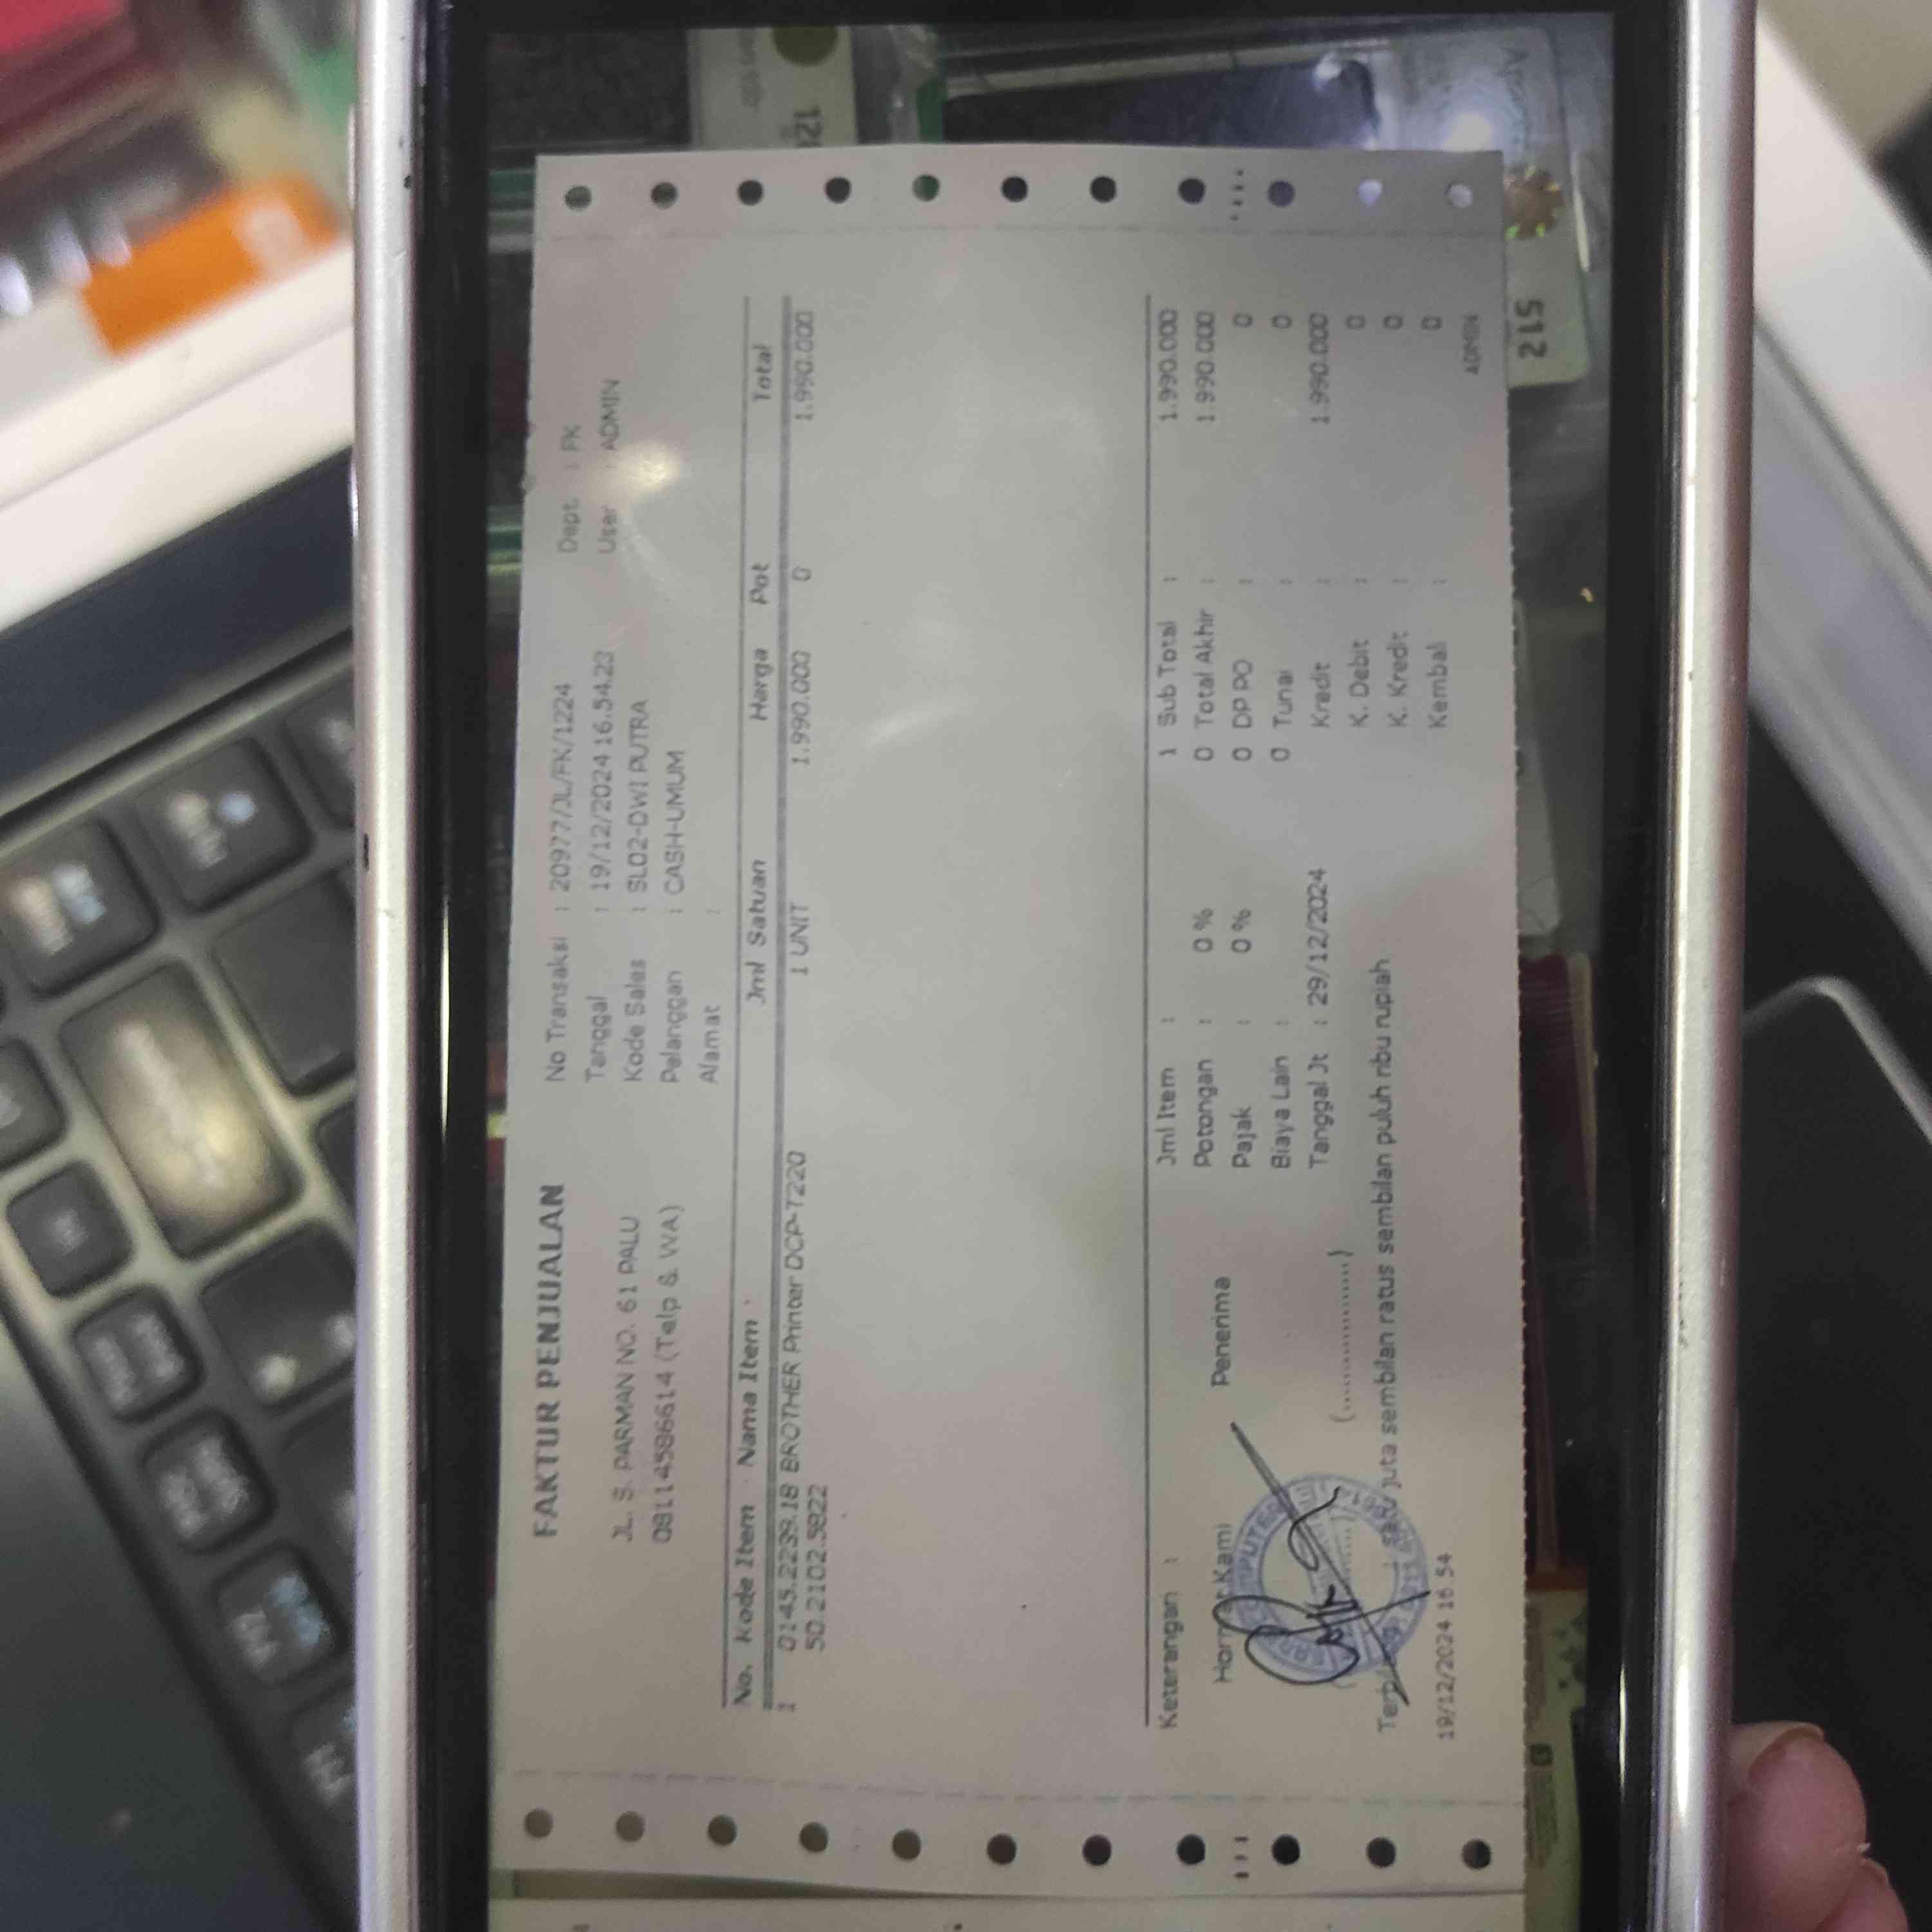 FAKTUR PENJUALAN
JL. S. PARMAN NO. 61 PALU
08114586614 (Telp & WA)
No Transaksi : 20977/JL/FK/1224
Tanggal : 19/12/2024 16.54.23
Kode Sales : SL02-DWI PUTRA
Pelanggan : CASH-UMUM
Alamat :
Dept. : FK
User : ADMIN
No. Kode Item Nama Item Jml Satuan Harga Pot Total
1 0145.2239.18 BROTHER Printer DCP-T220 1 UNIT 1.990.000 0 1.990.000
50.2102.5822
Keterangan :
Hormat Kami Penerima
(................)
Jml Item : 1
Potongan : 0 % 0
Pajak : 0 % 0
Biaya Lain : 0
Tanggal Jt : 29/12/2024
Sub Total : 1.990.000
Total Akhir : 1.990.000
DP PO : 0
Tunai : 0
Kredit : 1.990.000
K. Debit : 0
K. Kredit : 0
Kembali : 0
satu juta sembilan ratus sembilan puluh ribu rupiah
19/12/2024 16 54
ADMIN
512